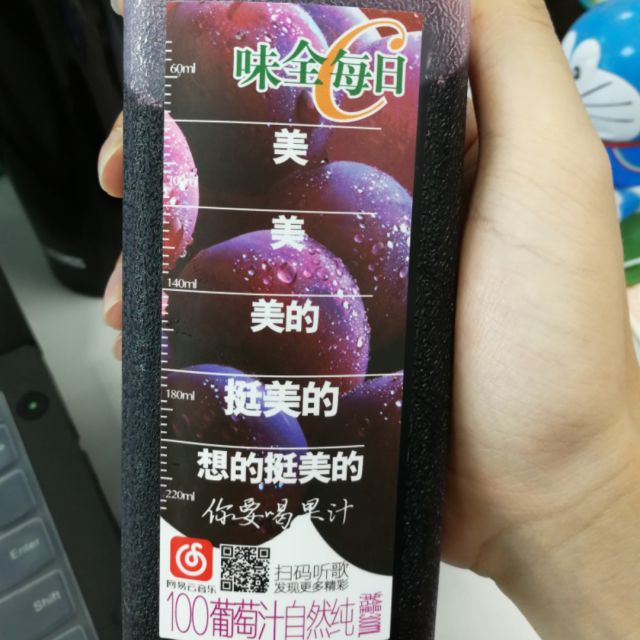 味全每日C
60ml
美
美
140ml
美的
180ml
挺美的
想的挺美的
220ml
你要喝果汁
扫码听歌
网易云音乐
发现更多精彩
100葡萄汁自然纯
Enter
Shift